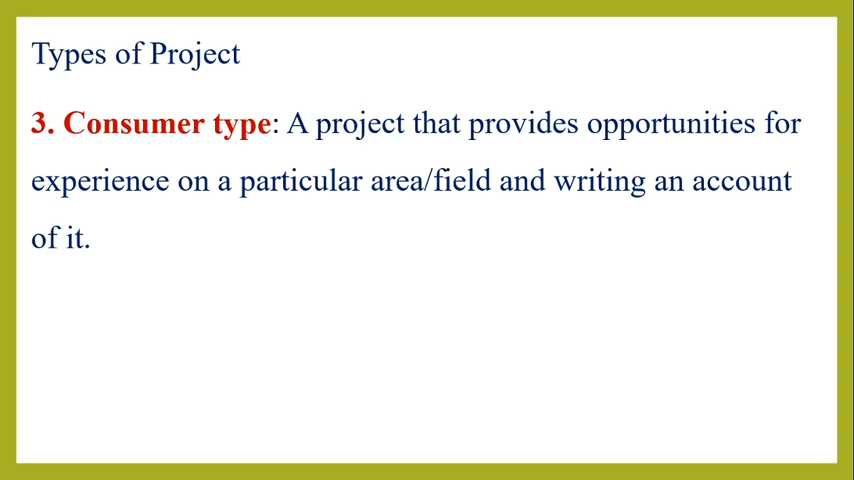 Types of Project
3. Consumer type: A project that provides opportunities for
experience on a particular area/field and writing an account
of it.